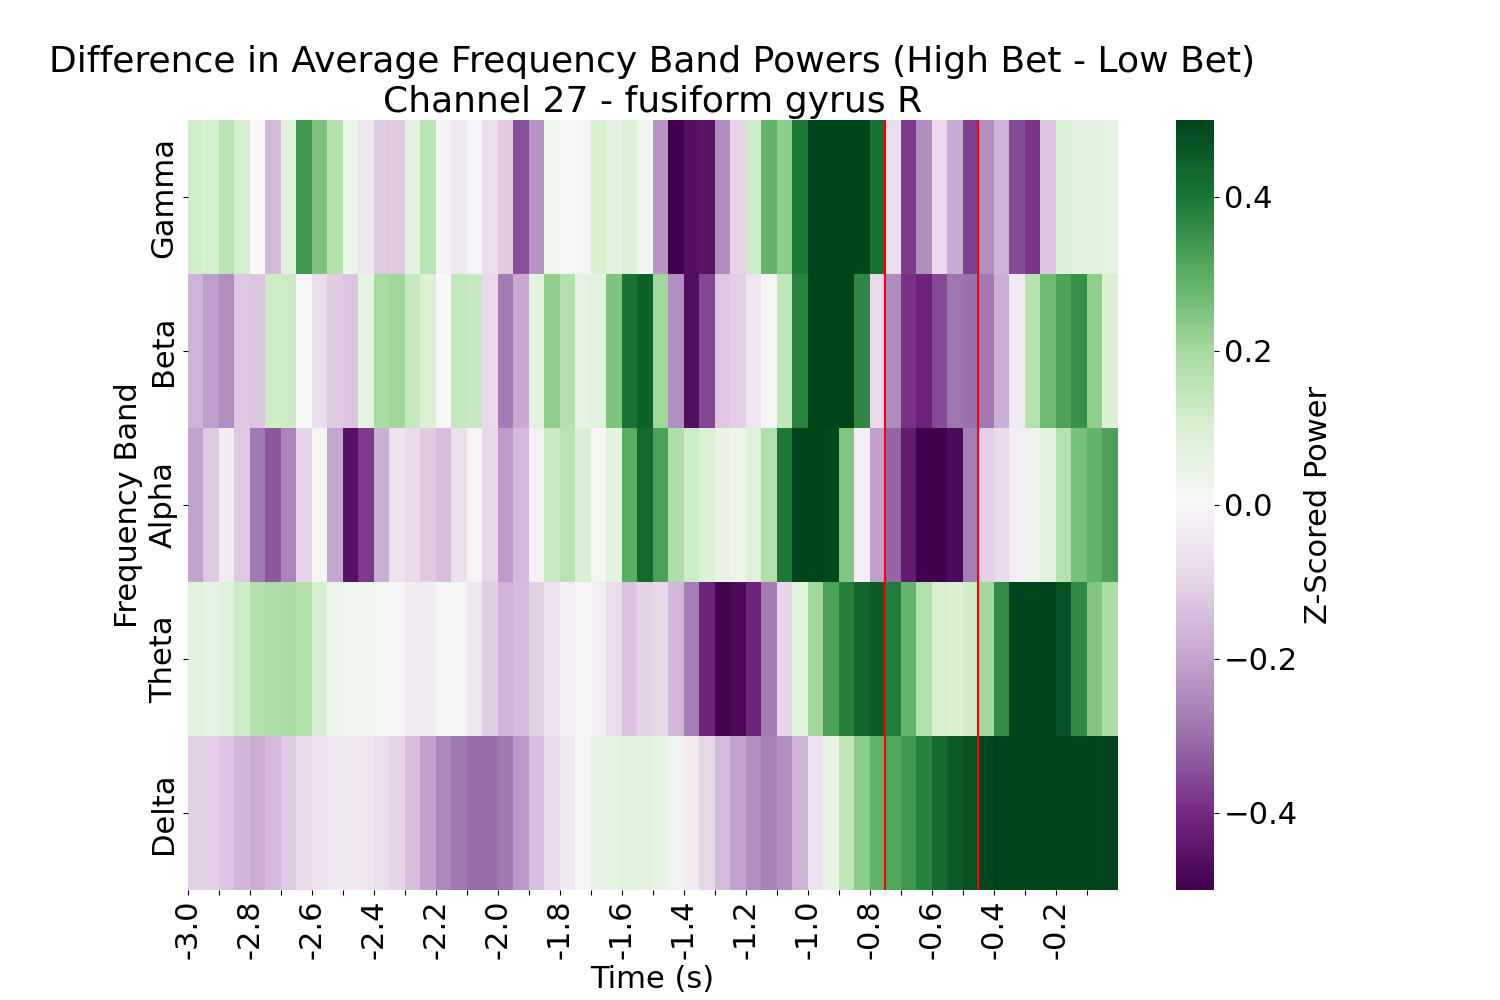 Difference in Average Frequency Band Powers (High Bet - Low Bet)
Channel 27 - fusiform gyrus R
Frequency Band
Gamma
Beta
Alpha
Theta
Delta
-3.0
-2.8
-2.6
-2.4
-2.2
-2.0
-1.8
-1.6
-1.4
-1.2
-1.0
-0.8
-0.6
-0.4
-0.2
Time (s)
0.4
0.2
0.0
−0.2
−0.4
Z-Scored Power